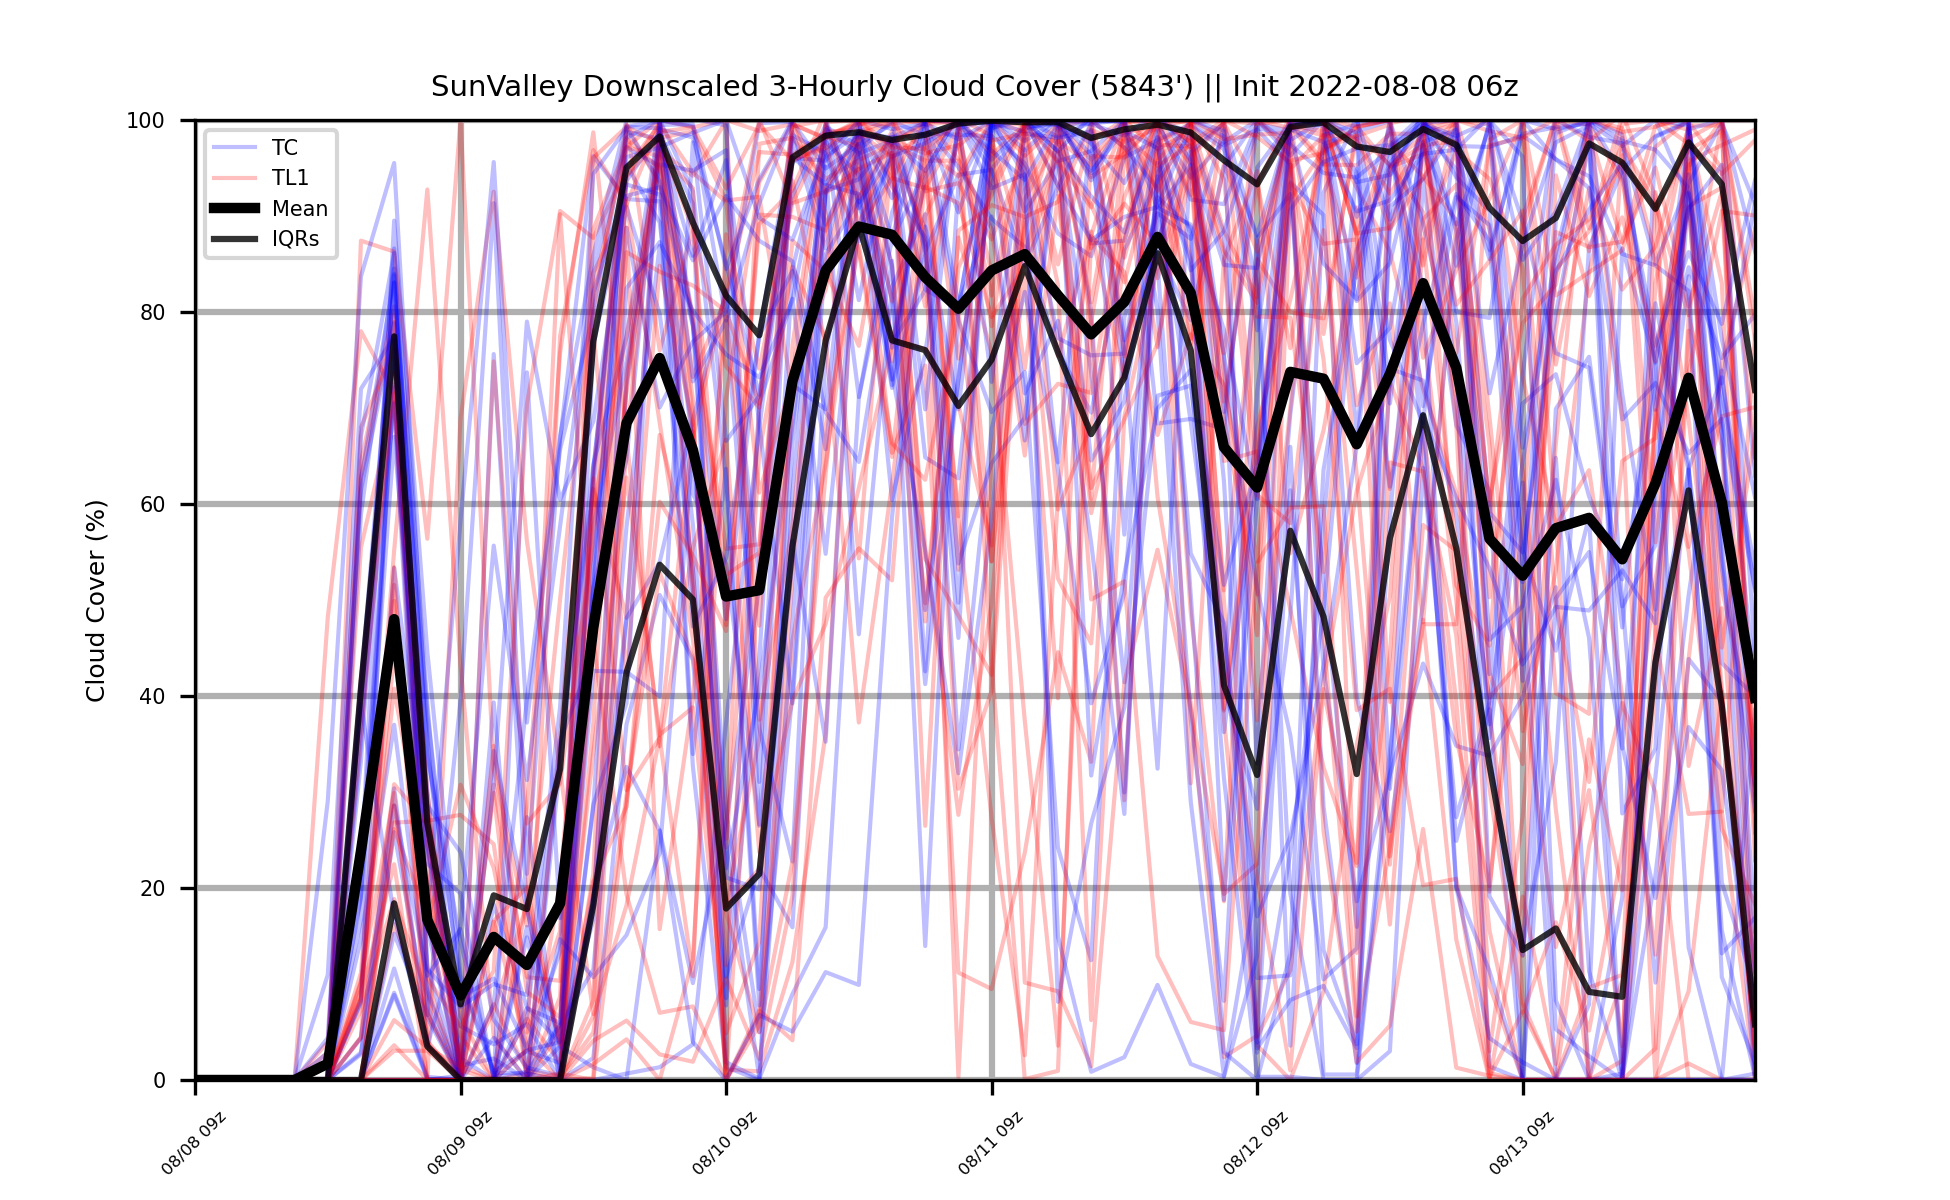 SunValley Downscaled 3-Hourly Cloud Cover (5843') || Init 2022-08-08 06z
Cloud Cover (%)
100
80
60
40
20
0
TC
TL1
Mean
IQRs
08/08 09z
08/09 09z
08/10 09z
08/11 09z
08/12 09z
08/13 09z